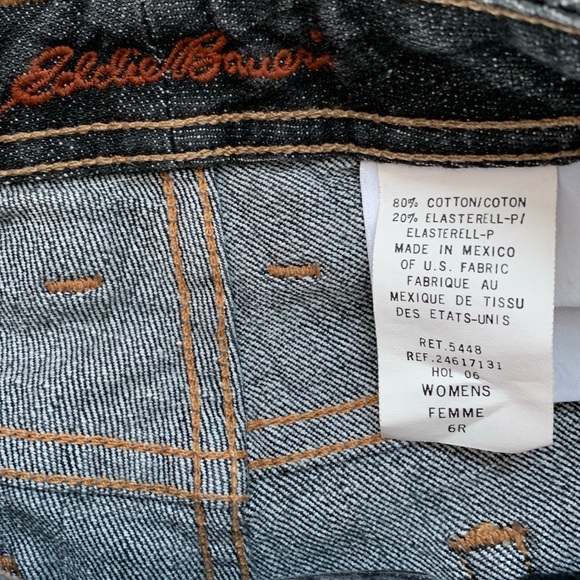 Eddie Bauer
80% COTTON/COTON
20% ELASTERELL-P/
ELASTERELL-P
MADE IN MEXICO
OF U.S. FABRIC
FABRIQUE AU
MEXIQUE DE TISSU
DES ETATS-UNIS
RET.5448
REF.24617131
HOL 06
WOMENS
FEMME
6R